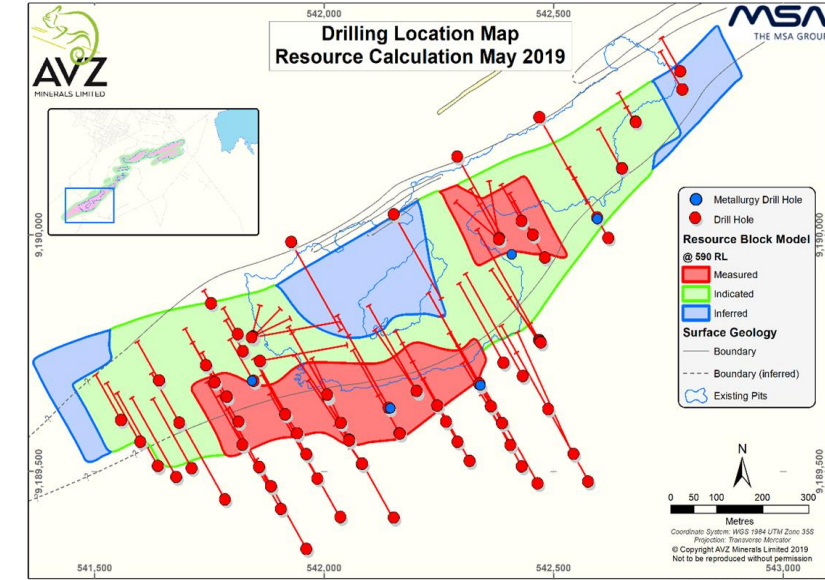 AVZ
MINERALS LIMITED
542,000
542,500
Drilling Location Map
Resource Calculation May 2019
MSA
THE MSA GROUP
9,190,000
9,190,000
Metallurgy Drill Hole
Drill Hole
Resource Block Model
@ 590 RL
Measured
Indicated
Inferred
Surface Geology
Boundary
Boundary (inferred)
Existing Pits
N
9,189,500
9,189,500
0 50 100 200 300
Metres
Coordinate System: WGS 1984 UTM Zone 35S
Projection: Transverse Mercator
© Copyright AVZ Minerals Limited 2019
Not to be reproduced without permission
541,500
542,000
542,500
543,000